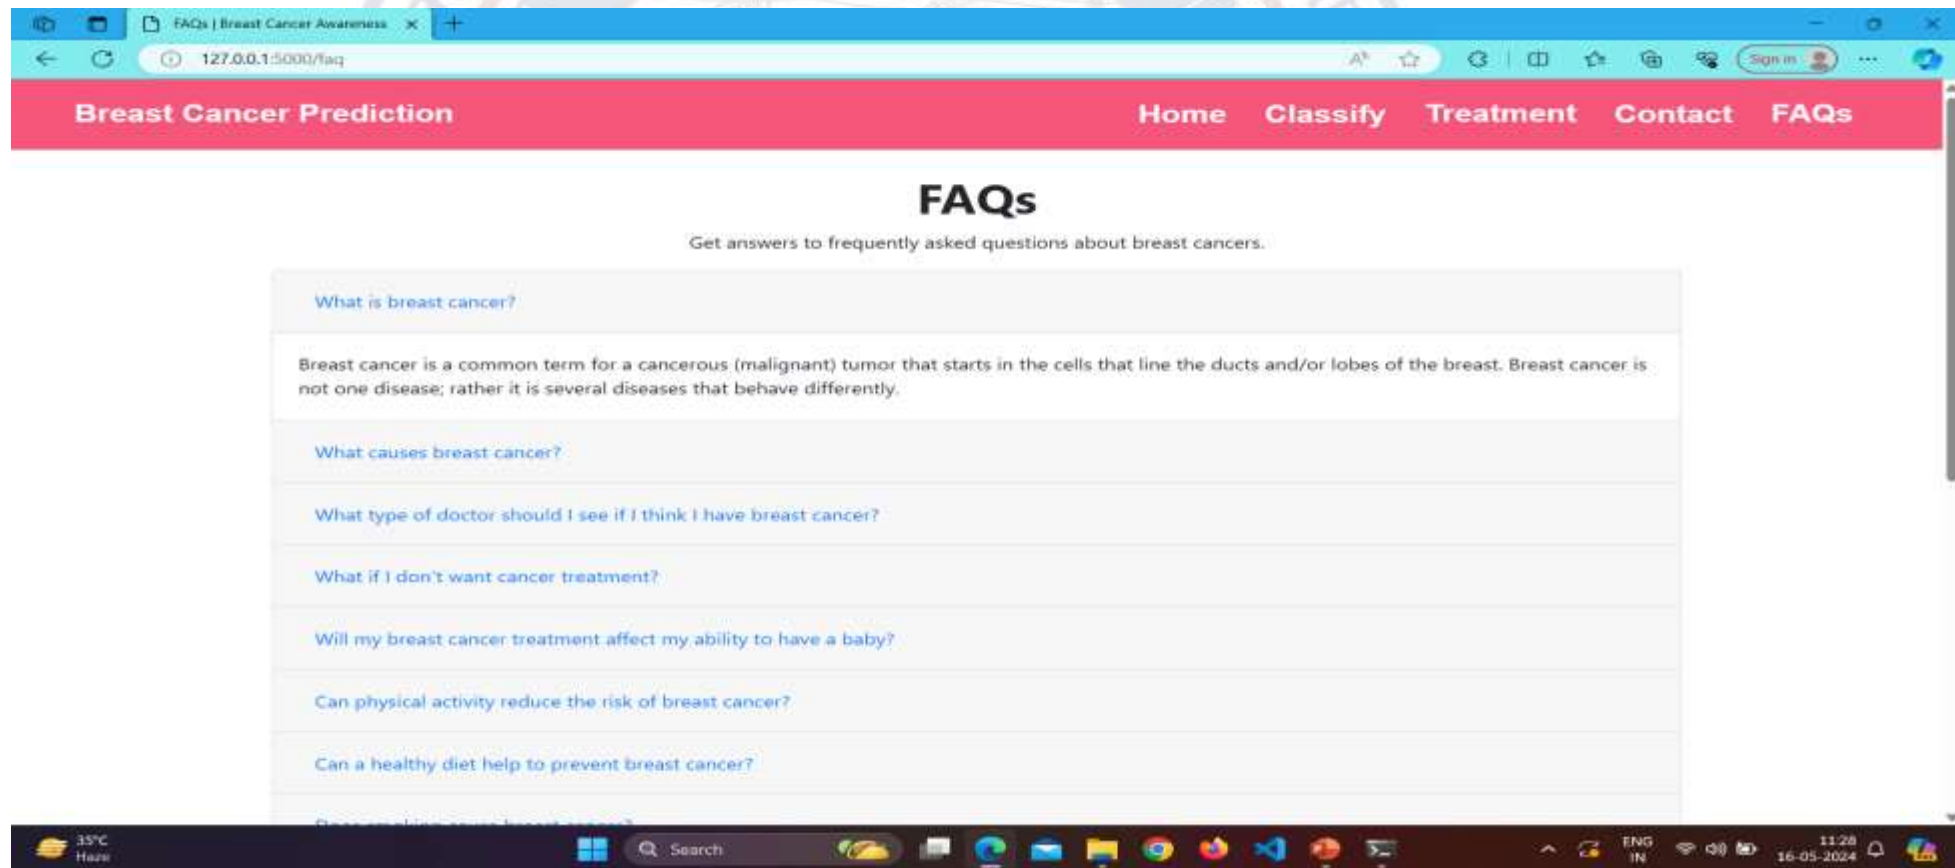 FAQs | Breast Cancer Awareness
127.0.0.1:5000/faq
Sign in
Breast Cancer Prediction
Home Classify Treatment Contact FAQs
FAQs
Get answers to frequently asked questions about breast cancers.
What is breast cancer?
Breast cancer is a common term for a cancerous (malignant) tumor that starts in the cells that line the ducts and/or lobes of the breast. Breast cancer is
not one disease; rather it is several diseases that behave differently.
What causes breast cancer?
What type of doctor should I see if I think I have breast cancer?
What if I don't want cancer treatment?
Will my breast cancer treatment affect my ability to have a baby?
Can physical activity reduce the risk of breast cancer?
Can a healthy diet help to prevent breast cancer?
Does smoking cause breast cancer?
35°C
Haze
Search
ENG
IN
11:28
16-05-2024